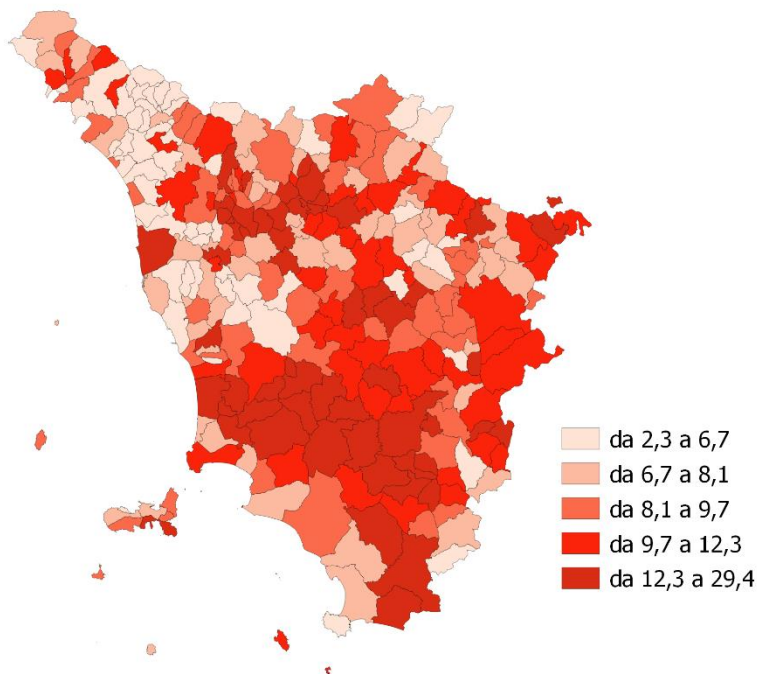 da 2,3 a 6,7
da 6,7 a 8,1
da 8,1 a 9,7
da 9,7 a 12,3
da 12,3 a 29,4